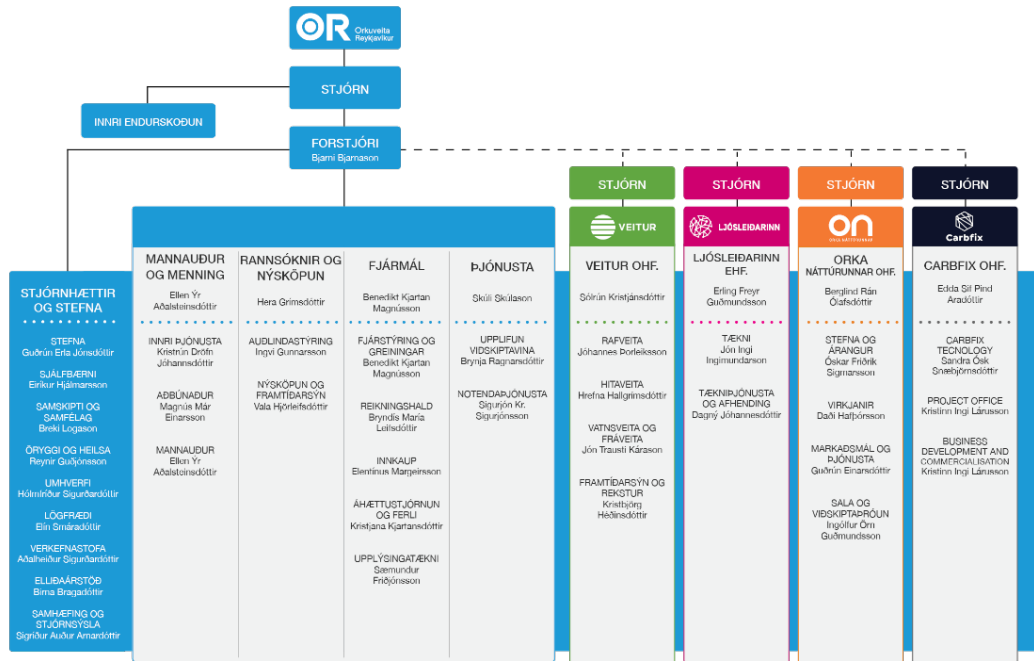 OR Orkuveita
Reykjavíkur
STJÓRN
INNRI ENDURSKOÐUN
FORSTJÓRI
Bjarni Bjarnason
STJÓRNHÆTTIR
OG STEFNA
STEFNA
Guðrún Erla Jónsdóttir
SJÁLFBÆRNI
Eiríkur Hjálmarsson
SAMSKIPTI OG
SAMFÉLAG
Breki Logason
ÖRYGGI OG HEILSA
Reynir Guðjónsson
UMHVERFI
Hólmfríður Sigurðardóttir
LÖGFRÆÐI
Elín Smáradóttir
VERKEFNASTOFA
Aðalheiður Sigurðardóttir
ELLIÐAÁRSTÖÐ
Birna Bragadóttir
SAMHÆFING OG
STJÓRNSÝSLA
Sigríður Auður Arnardóttir
MANNAUÐUR
OG MENNING
Ellen Ýr
Aðalsteinsdóttir
INNRI ÞJÓNUSTA
Kristrún Dröfn
Jóhannsdóttir
AÐBÚNAÐUR
Magnús Már
Einarsson
MANNAUÐUR
Ellen Ýr
Aðalsteinsdóttir
RANNSÓKNIR OG
NÝSKÖPUN
Hera Grímsdóttir
AUÐLINDASTÝRING
Ingvi Gunnarsson
NÝSKÖPUN OG
FRAMTÍÐARSÝN
Vala Hjörleifsdóttir
FJÁRMÁL
Benedikt Kjartan
Magnússon
FJÁRSTÝRING OG
GREININGAR
Benedikt Kjartan
Magnússon
REIKNINGSHALD
Bryndís María
Leifsdóttir
INNKAUP
Elentínus Margeirsson
ÁHÆTTUSTJÓRNUN
OG FERLI
Kristjana Kjartansdóttir
UPPLÝSINGATÆKNI
Sæmundur
Friðjónsson
ÞJÓNUSTA
Skúli Skúlason
UPPLIFUN
VIÐSKIPTAVINA
Brynja Ragnarsdóttir
NOTENDAÞJÓNUSTA
Sigurjón Kr.
Sigurjónsson
STJÓRN
VEITUR
VEITUR OHF.
Sólrún Kristjánsdóttir
RAFVEITA
Jóhannes Þorleiksson
HITAVEITA
Hrefna Hallgrímsdóttir
VATNSVEITA OG
FRÁVEITA
Jón Trausti Kárason
FRAMTÍÐARSÝN OG
REKSTUR
Kristbjörg
Héðinsdóttir
STJÓRN
LJÓSLEIÐARINN
LJÓSLEIÐARINN
EHF.
Erling Freyr
Guðmundsson
TÆKNI
Jón Ingi
Ingimundarson
TÆKNIÞJÓNUSTA
OG AFHENDING
Dagný Jóhannesdóttir
STJÓRN
on
ORKA NÁTTÚRUNNAR
ORKA
NÁTTÚRUNNAR OHF.
Berglind Rán
Ólafsdóttir
STEFNA OG
ÁRANGUR
Óskar Friðrik
Sigmarsson
VIRKJANIR
Daði Hafþórsson
MARKAÐSMÁL OG
ÞJÓNUSTA
Guðrún Einarsdóttir
SALA OG
VIÐSKIPTAÞRÓUN
Ingólfur Örn
Guðmundsson
STJÓRN
Carbfix
CARBFIX OHF.
Edda Sif Pind
Aradóttir
CARBFIX
TECNOLOGY
Sandra Ósk
Snæbjörnsdóttir
PROJECT OFFICE
Kristinn Ingi Lárusson
BUSINESS
DEVELOPMENT AND
COMMERCIALISATION
Kristinn Ingi Lárusson